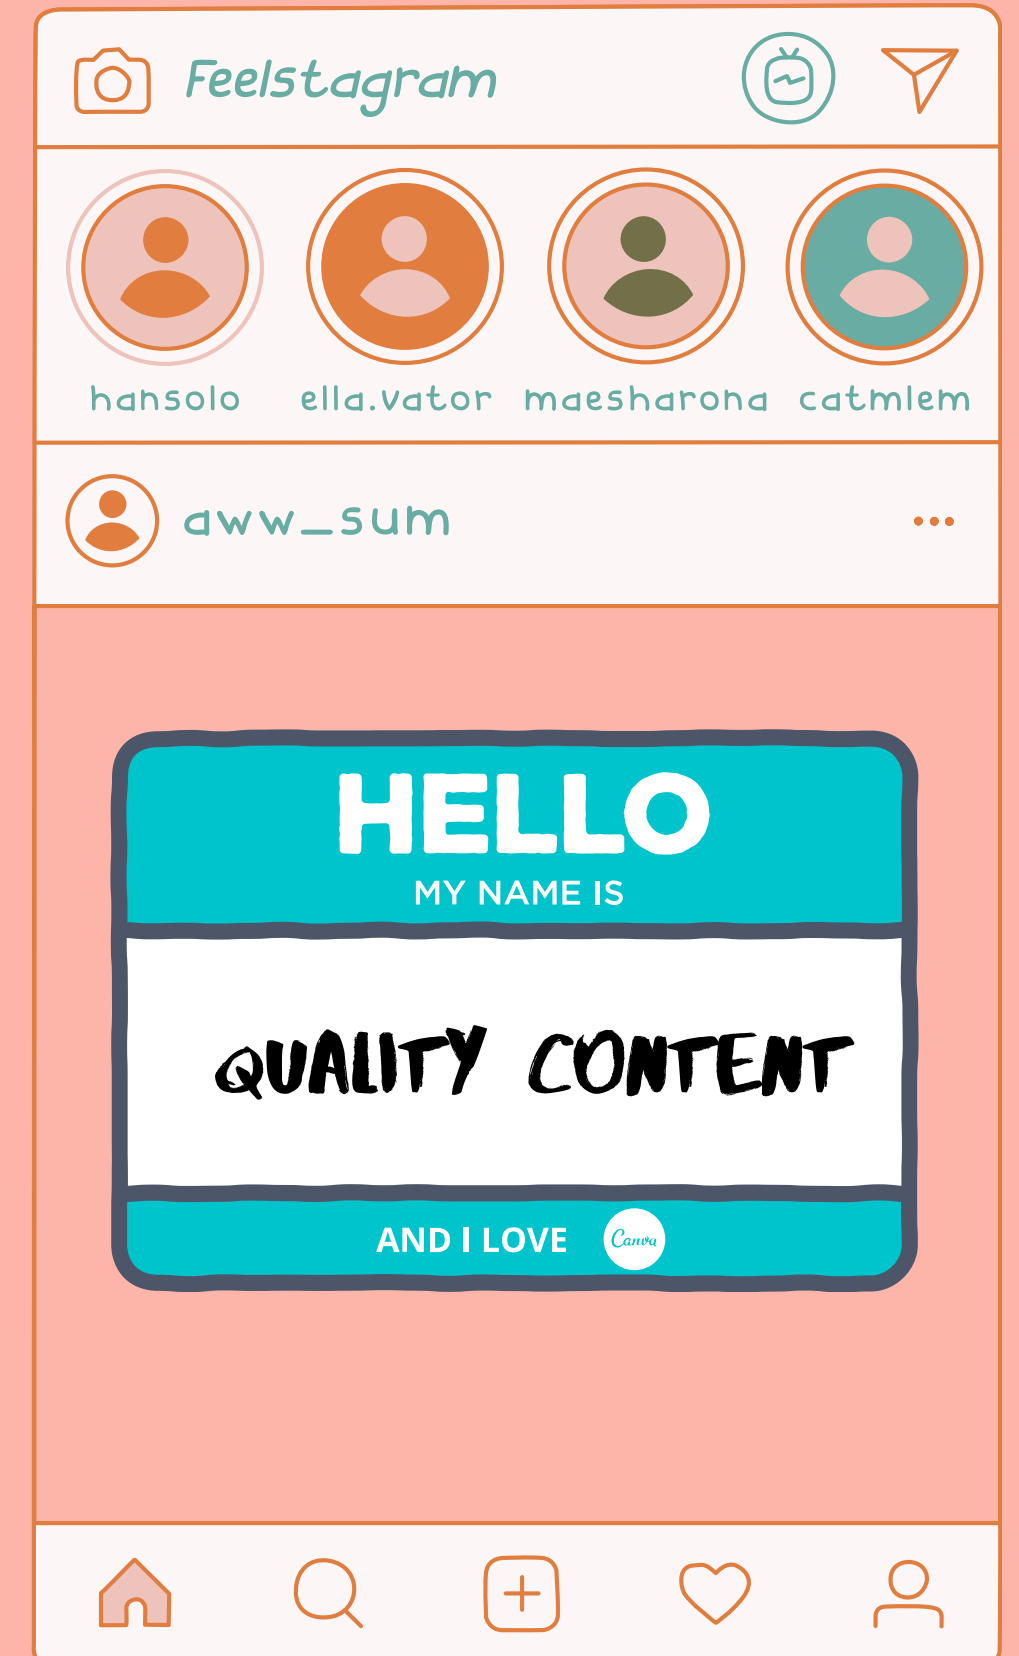 Feelstagram
hansolo ella.vator maesharona catmlem
aww_sum
HELLO
MY NAME IS
QUALITY CONTENT
AND I LOVE Canva